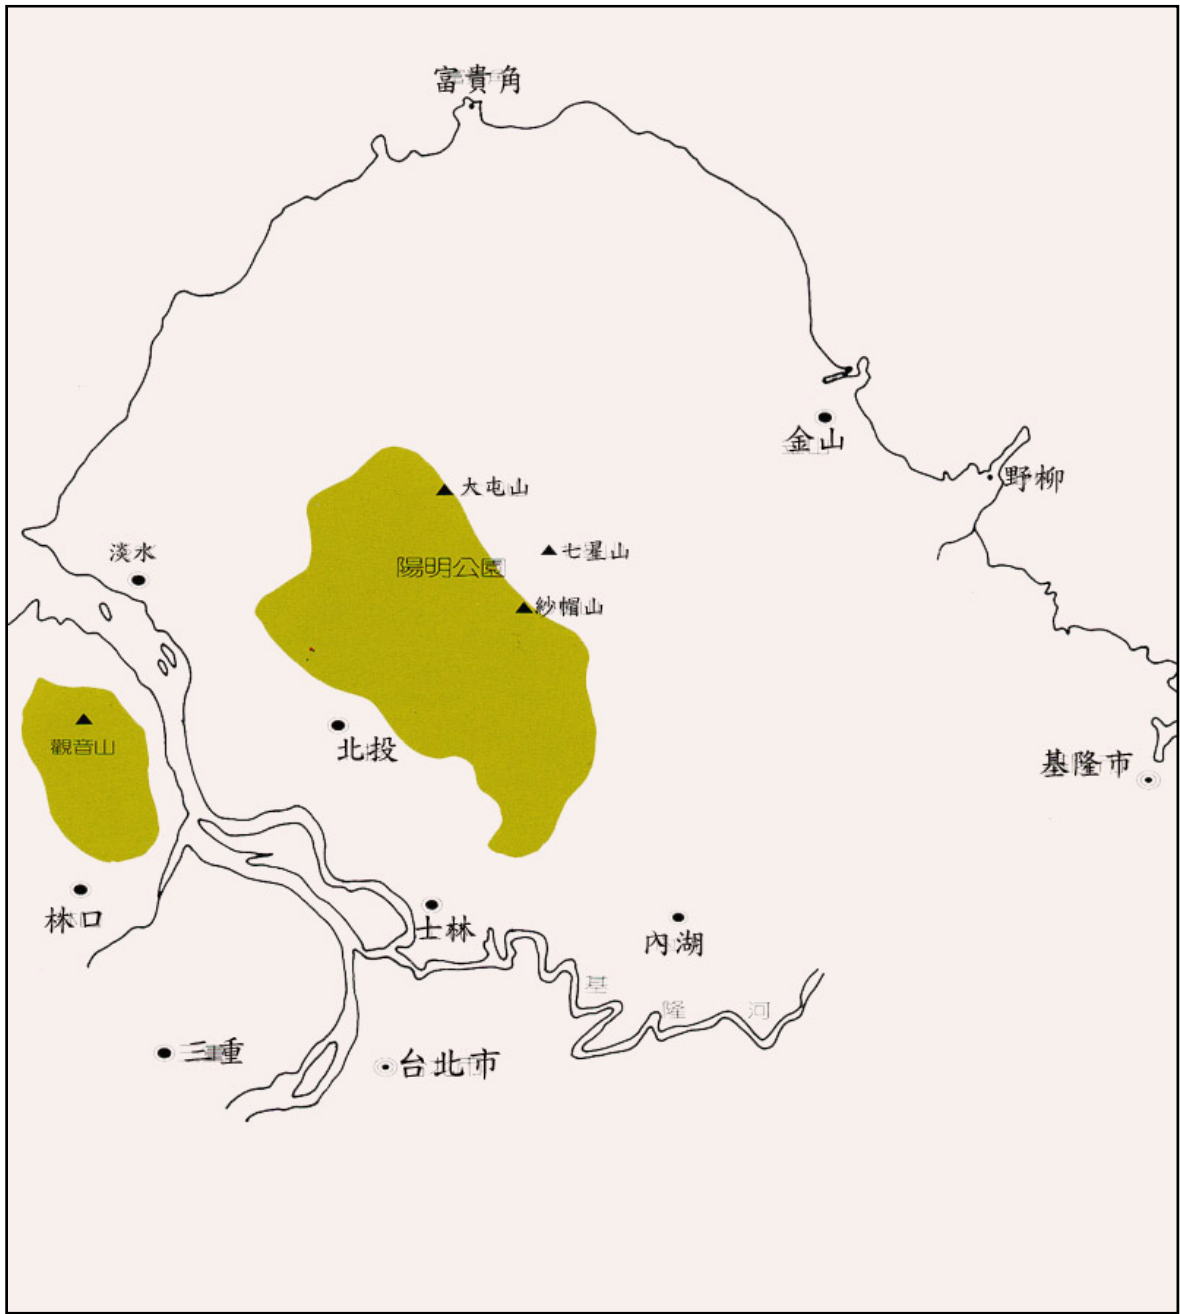 富貴角
金山
野柳
大屯山
七星山
陽明公園
紗帽山
淡水
觀音山
北投
基隆市
林口
士林
內湖
基隆河
三重
台北市